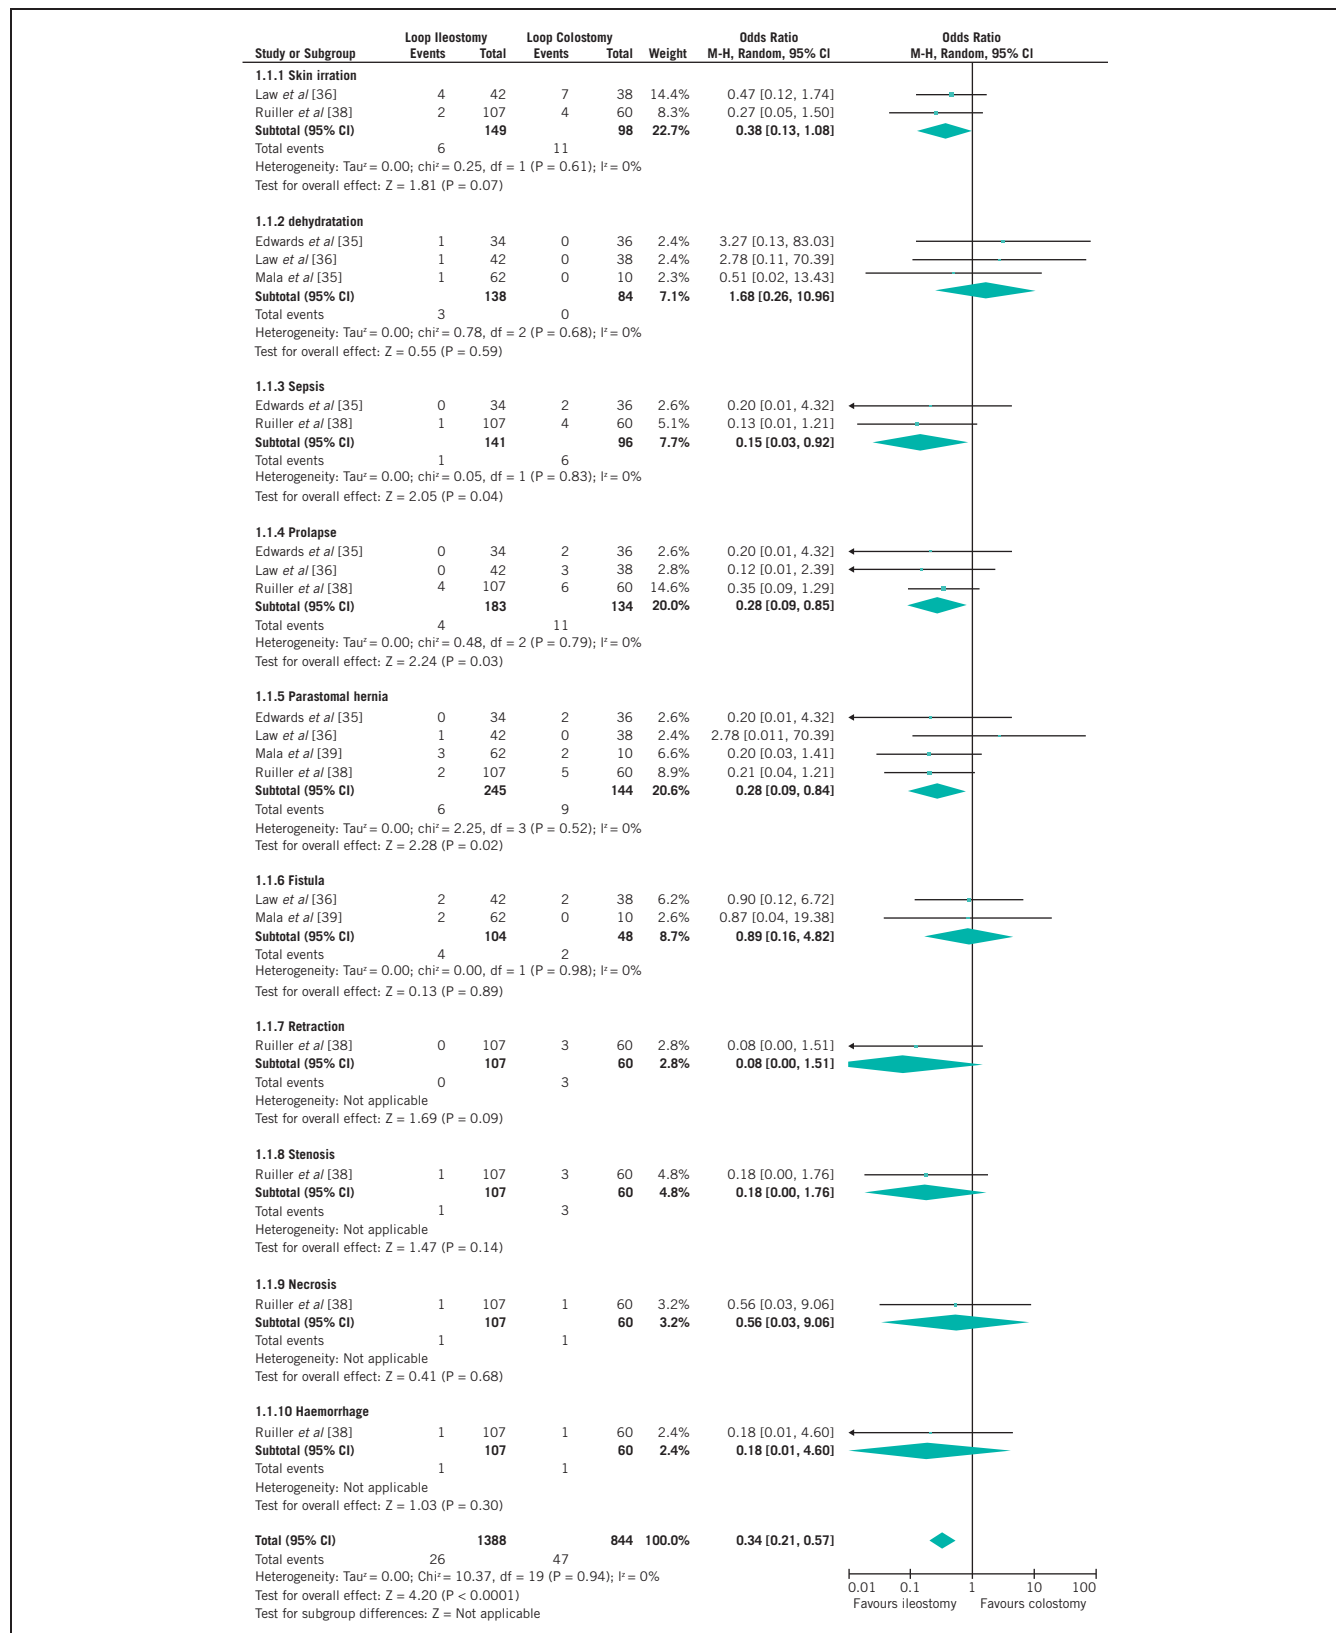 Loop Ileostomy Loop Colostomy Odds Ratio Odds Ratio
Study or Subgroup Events Total Events Total Weight M-H, Random, 95% CI M-H, Random, 95% CI
1.1.1 Skin irration
Law et al [36] 4 42 7 38 14.4% 0.47 [0.12, 1.74]
Ruiller et al [38] 2 107 4 60 8.3% 0.27 [0.05, 1.50]
Subtotal (95% CI) 149 98 22.7% 0.38 [0.13, 1.08]
Total events 6 11
Heterogeneity: Tauᶻ = 0.00; chiᶻ = 0.25, df = 1 (P = 0.61); Iᶻ = 0%
Test for overall effect: Z = 1.81 (P = 0.07)
1.1.2 dehydratation
Edwards et al [35] 1 34 0 36 2.4% 3.27 [0.13, 83.03]
Law et al [36] 1 42 0 38 2.4% 2.78 [0.11, 70.39]
Mala et al [35] 1 62 0 10 2.3% 0.51 [0.02, 13.43]
Subtotal (95% CI) 138 84 7.1% 1.68 [0.26, 10.96]
Total events 3 0
Heterogeneity: Tauᶻ = 0.00; chiᶻ = 0.78, df = 2 (P = 0.68); Iᶻ = 0%
Test for overall effect: Z = 0.55 (P = 0.59)
1.1.3 Sepsis
Edwards et al [35] 0 34 2 36 2.6% 0.20 [0.01, 4.32]
Ruiller et al [38] 1 107 4 60 5.1% 0.13 [0.01, 1.21]
Subtotal (95% CI) 141 96 7.7% 0.15 [0.03, 0.92]
Total events 1 6
Heterogeneity: Tauᶻ = 0.00; chiᶻ = 0.05, df = 1 (P = 0.83); Iᶻ = 0%
Test for overall effect: Z = 2.05 (P = 0.04)
1.1.4 Prolapse
Edwards et al [35] 0 34 2 36 2.6% 0.20 [0.01, 4.32]
Law et al [36] 0 42 3 38 2.8% 0.12 [0.01, 2.39]
Ruiller et al [38] 4 107 6 60 14.6% 0.35 [0.09, 1.29]
Subtotal (95% CI) 183 134 20.0% 0.28 [0.09, 0.85]
Total events 4 11
Heterogeneity: Tauᶻ = 0.00; chiᶻ = 0.48, df = 2 (P = 0.79); Iᶻ = 0%
Test for overall effect: Z = 2.24 (P = 0.03)
1.1.5 Parastomal hernia
Edwards et al [35] 0 34 2 36 2.6% 0.20 [0.01, 4.32]
Law et al [36] 1 42 0 38 2.4% 2.78 [0.011, 70.39]
Mala et al [39] 3 62 2 10 6.6% 0.20 [0.03, 1.41]
Ruiller et al [38] 2 107 5 60 8.9% 0.21 [0.04, 1.21]
Subtotal (95% CI) 245 144 20.6% 0.28 [0.09, 0.84]
Total events 6 9
Heterogeneity: Tauᶻ = 0.00; chiᶻ = 2.25, df = 3 (P = 0.52); Iᶻ = 0%
Test for overall effect: Z = 2.28 (P = 0.02)
1.1.6 Fistula
Law et al [36] 2 42 2 38 6.2% 0.90 [0.12, 6.72]
Mala et al [39] 2 62 0 10 2.6% 0.87 [0.04, 19.38]
Subtotal (95% CI) 104 48 8.7% 0.89 [0.16, 4.82]
Total events 4 2
Heterogeneity: Tauᶻ = 0.00; chiᶻ = 0.00, df = 1 (P = 0.98); Iᶻ = 0%
Test for overall effect: Z = 0.13 (P = 0.89)
1.1.7 Retraction
Ruiller et al [38] 0 107 3 60 2.8% 0.08 [0.00, 1.51]
Subtotal (95% CI) 107 60 2.8% 0.08 [0.00, 1.51]
Total events 0 3
Heterogeneity: Not applicable
Test for overall effect: Z = 1.69 (P = 0.09)
1.1.8 Stenosis
Ruiller et al [38] 1 107 3 60 4.8% 0.18 [0.00, 1.76]
Subtotal (95% CI) 107 60 4.8% 0.18 [0.00, 1.76]
Total events 1 3
Heterogeneity: Not applicable
Test for overall effect: Z = 1.47 (P = 0.14)
1.1.9 Necrosis
Ruiller et al [38] 1 107 1 60 3.2% 0.56 [0.03, 9.06]
Subtotal (95% CI) 107 60 3.2% 0.56 [0.03, 9.06]
Total events 1 1
Heterogeneity: Not applicable
Test for overall effect: Z = 0.41 (P = 0.68)
1.1.10 Haemorrhage
Ruiller et al [38] 1 107 1 60 2.4% 0.18 [0.01, 4.60]
Subtotal (95% CI) 107 60 2.4% 0.18 [0.01, 4.60]
Total events 1 1
Heterogeneity: Not applicable
Test for overall effect: Z = 1.03 (P = 0.30)
Total (95% CI) 1388 844 100.0% 0.34 [0.21, 0.57]
Total events 26 47
Heterogeneity: Tauᶻ = 0.00; Chiᶻ = 10.37, df = 19 (P = 0.94); Iᶻ = 0%
Test for overall effect: Z = 4.20 (P < 0.0001)
Test for subgroup differences: Z = Not applicable
0.01 0.1 1 10 100
Favours ileostomy Favours colostomy